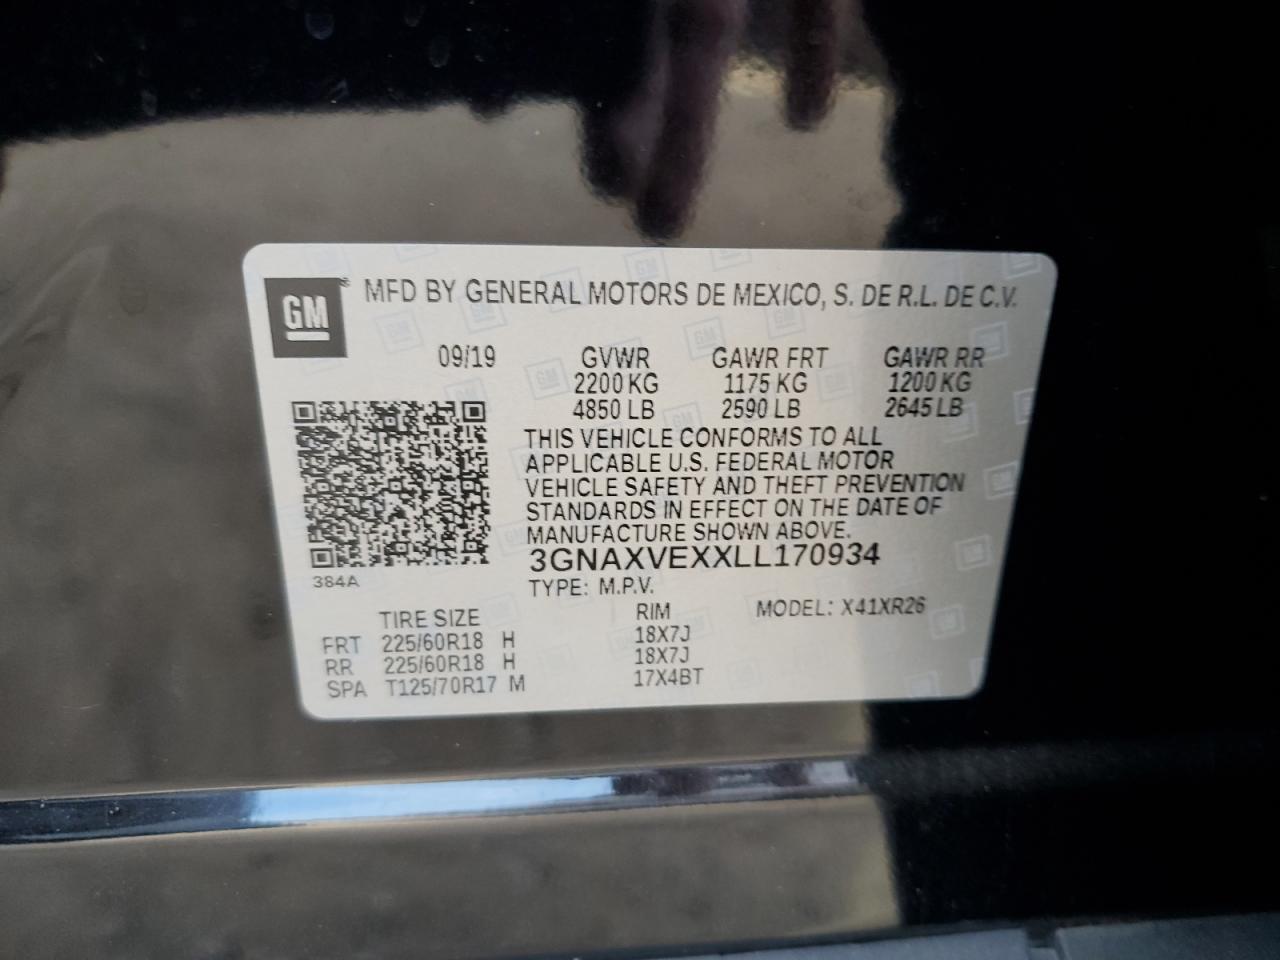 GM ® MFD BY GENERAL MOTORS DE MEXICO, S. DE R.L. DE C.V.
09/19 GVWR GAWR FRT GAWR RR
2200 KG 1175 KG 1200 KG
4850 LB 2590 LB 2645 LB
THIS VEHICLE CONFORMS TO ALL
APPLICABLE U.S. FEDERAL MOTOR
VEHICLE SAFETY AND THEFT PREVENTION
STANDARDS IN EFFECT ON THE DATE OF
MANUFACTURE SHOWN ABOVE.
3GNAXVEXXLL170934
384A
TYPE: M.P.V.
TIRE SIZE RIM MODEL: X41XR26
FRT 225/60R18 H 18X7J
RR 225/60R18 H 18X7J
SPA T125/70R17 M 17X4BT